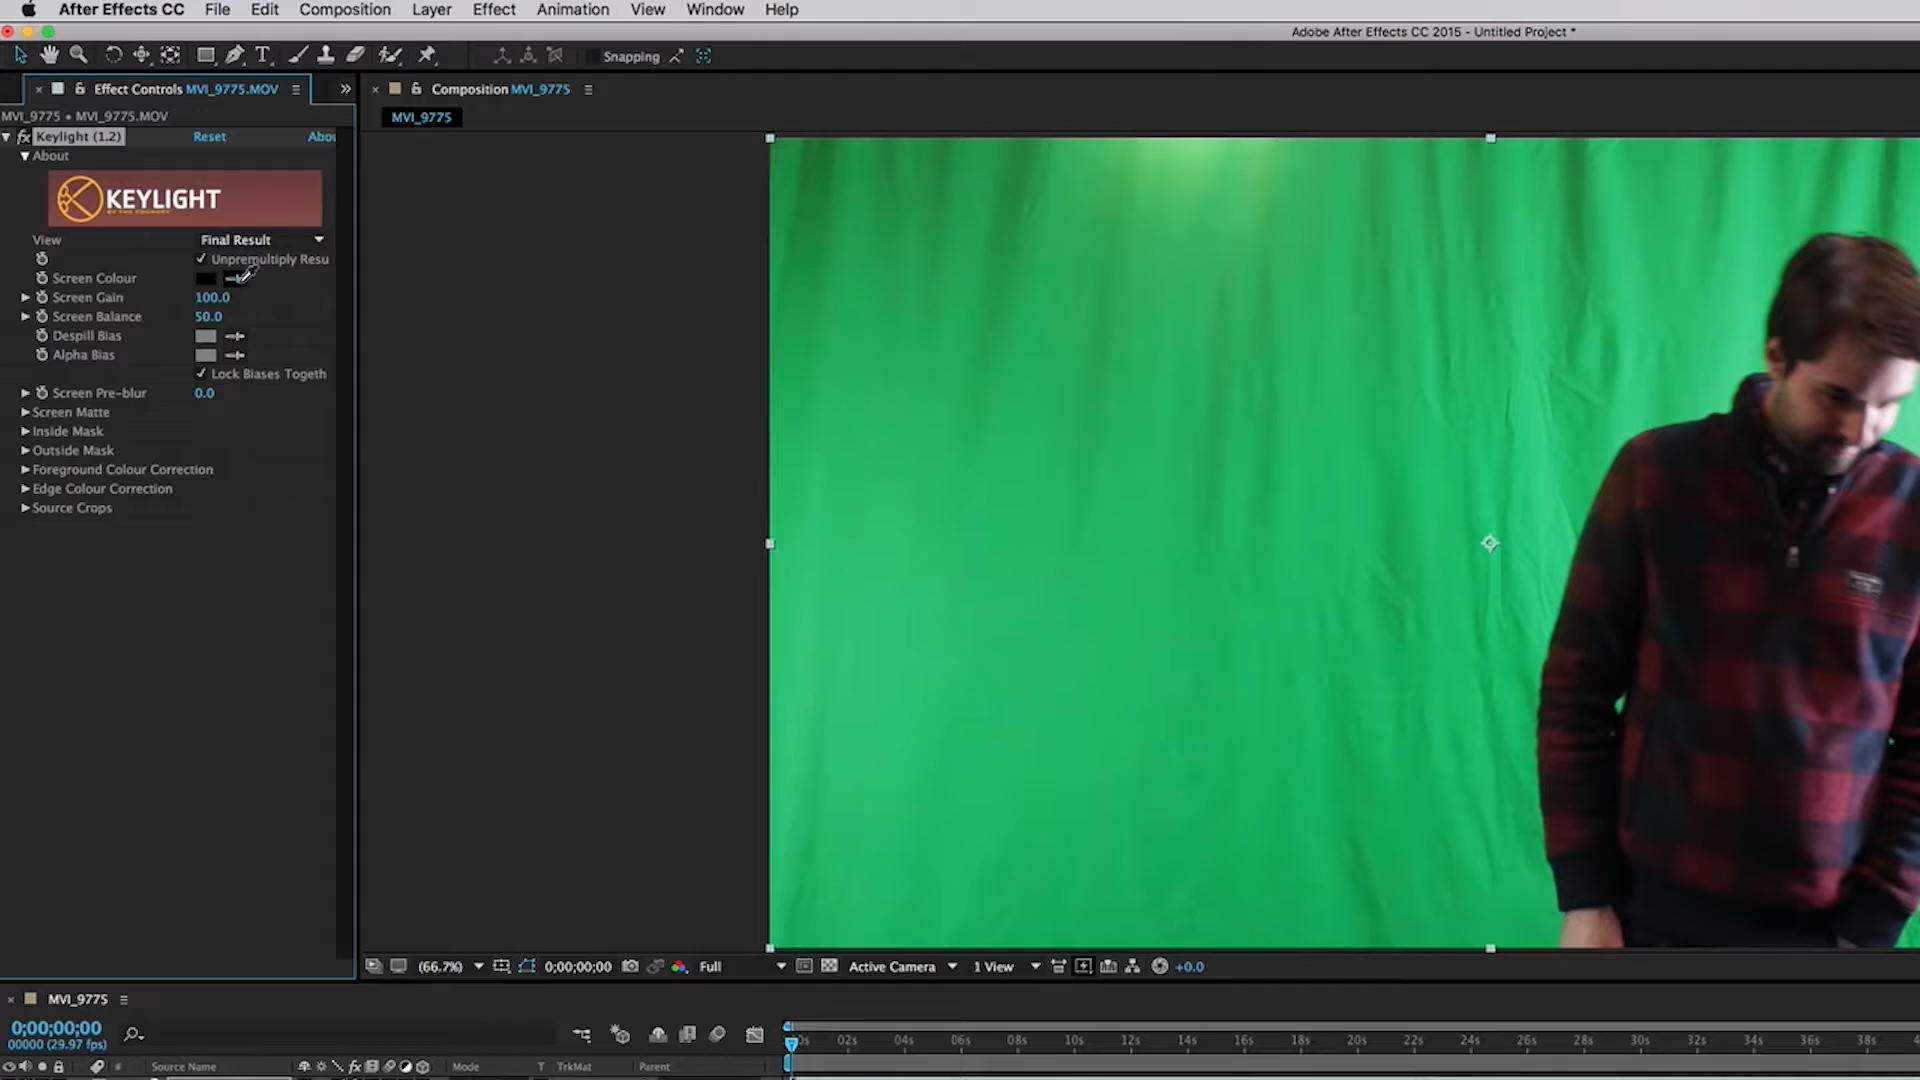 After Effects CC File Edit Composition Layer Effect Animation View Window Help
Adobe After Effects CC 2015 - Untitled Project *
T Snapping
× Effect Controls MVI_9775.MOV
× Composition MVI_9775
MVI_9775 • MVI_9775.MOV
MVI_9775
fx Keylight (1.2) Reset Abou
About
KEYLIGHT
BY THE FOUNDRY
View Final Result
Unpremultiply Resu
Screen Colour
Screen Gain 100.0
Screen Balance 50.0
Despill Bias
Alpha Bias
Lock Biases Togeth
Screen Pre-blur 0.0
Screen Matte
Inside Mask
Outside Mask
Foreground Colour Correction
Edge Colour Correction
Source Crops
(66.7%) 0;00;00;00 Full Active Camera 1 View +0.0
× MVI_9775
0;00;00;00
00000 (29.97 fps)
02s 04s 06s 08s 10s 12s 14s 16s 18s 20s 22s 24s 26s 28s 30s 32s 34s 36s 38s
# Source Name fx Mode T TrkMat Parent